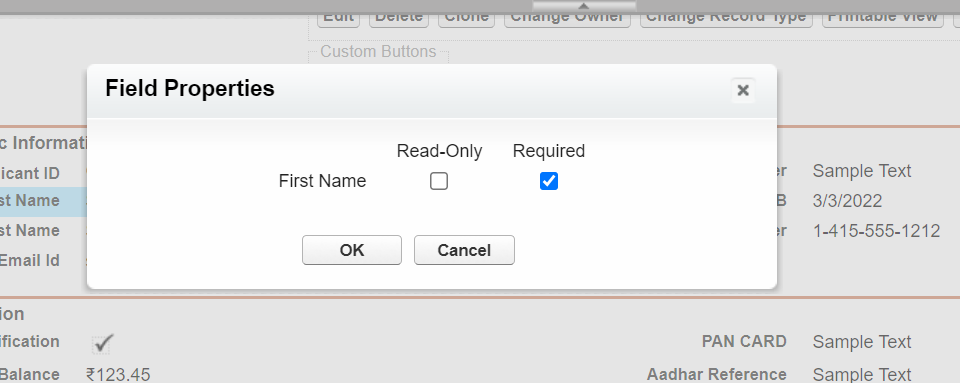 Edit Delete Clone Change Owner Change Record Type Printable View
Custom Buttons
Field Properties
Read-Only Required
First Name
OK Cancel
c Informati
icant ID
er Sample Text
st Name
B 3/3/2022
st Name
er 1-415-555-1212
Email Id
ion
ification
PAN CARD Sample Text
Balance ₹123.45
Aadhar Reference Sample Text